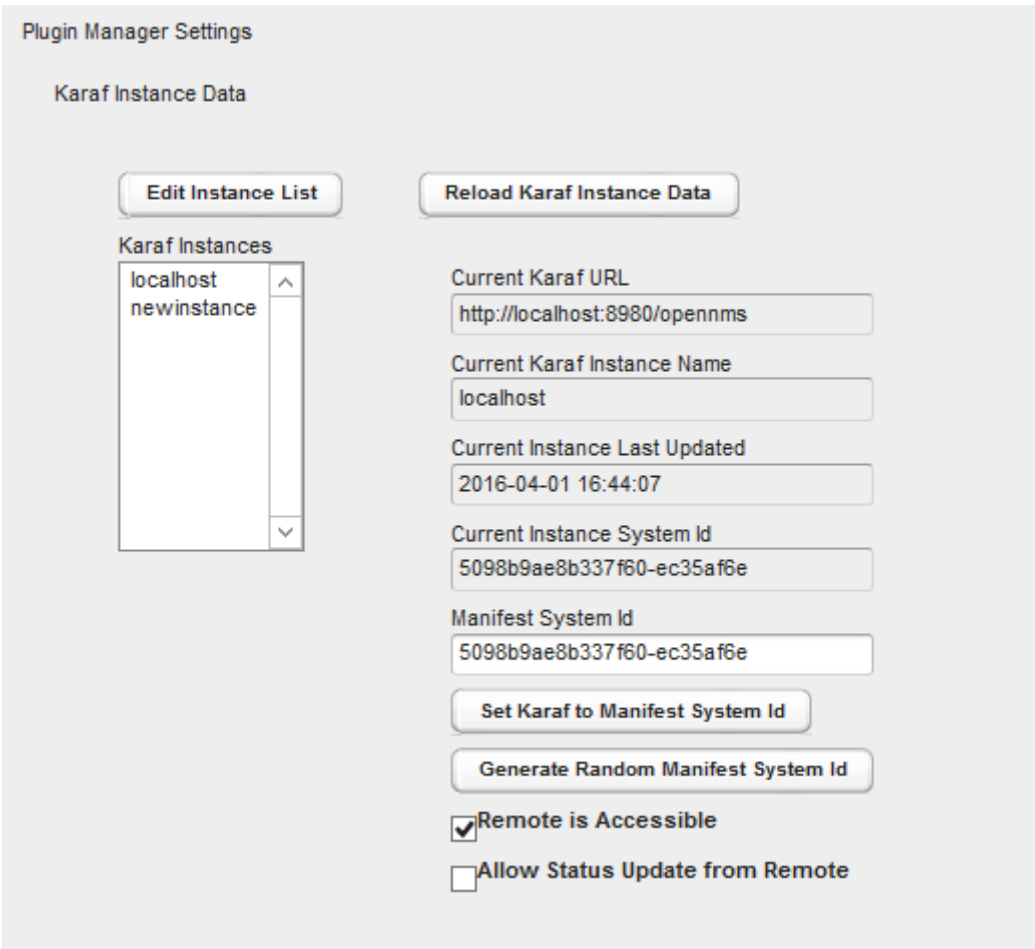 Plugin Manager Settings
Karaf Instance Data
Edit Instance List
Reload Karaf Instance Data
Karaf Instances
localhost
newinstance
Current Karaf URL
http://localhost:8980/opennms
Current Karaf Instance Name
localhost
Current Instance Last Updated
2016-04-01 16:44:07
Current Instance System Id
5098b9ae8b337f60-ec35af6e
Manifest System Id
5098b9ae8b337f60-ec35af6e
Set Karaf to Manifest System Id
Generate Random Manifest System Id
Remote is Accessible
Allow Status Update from Remote